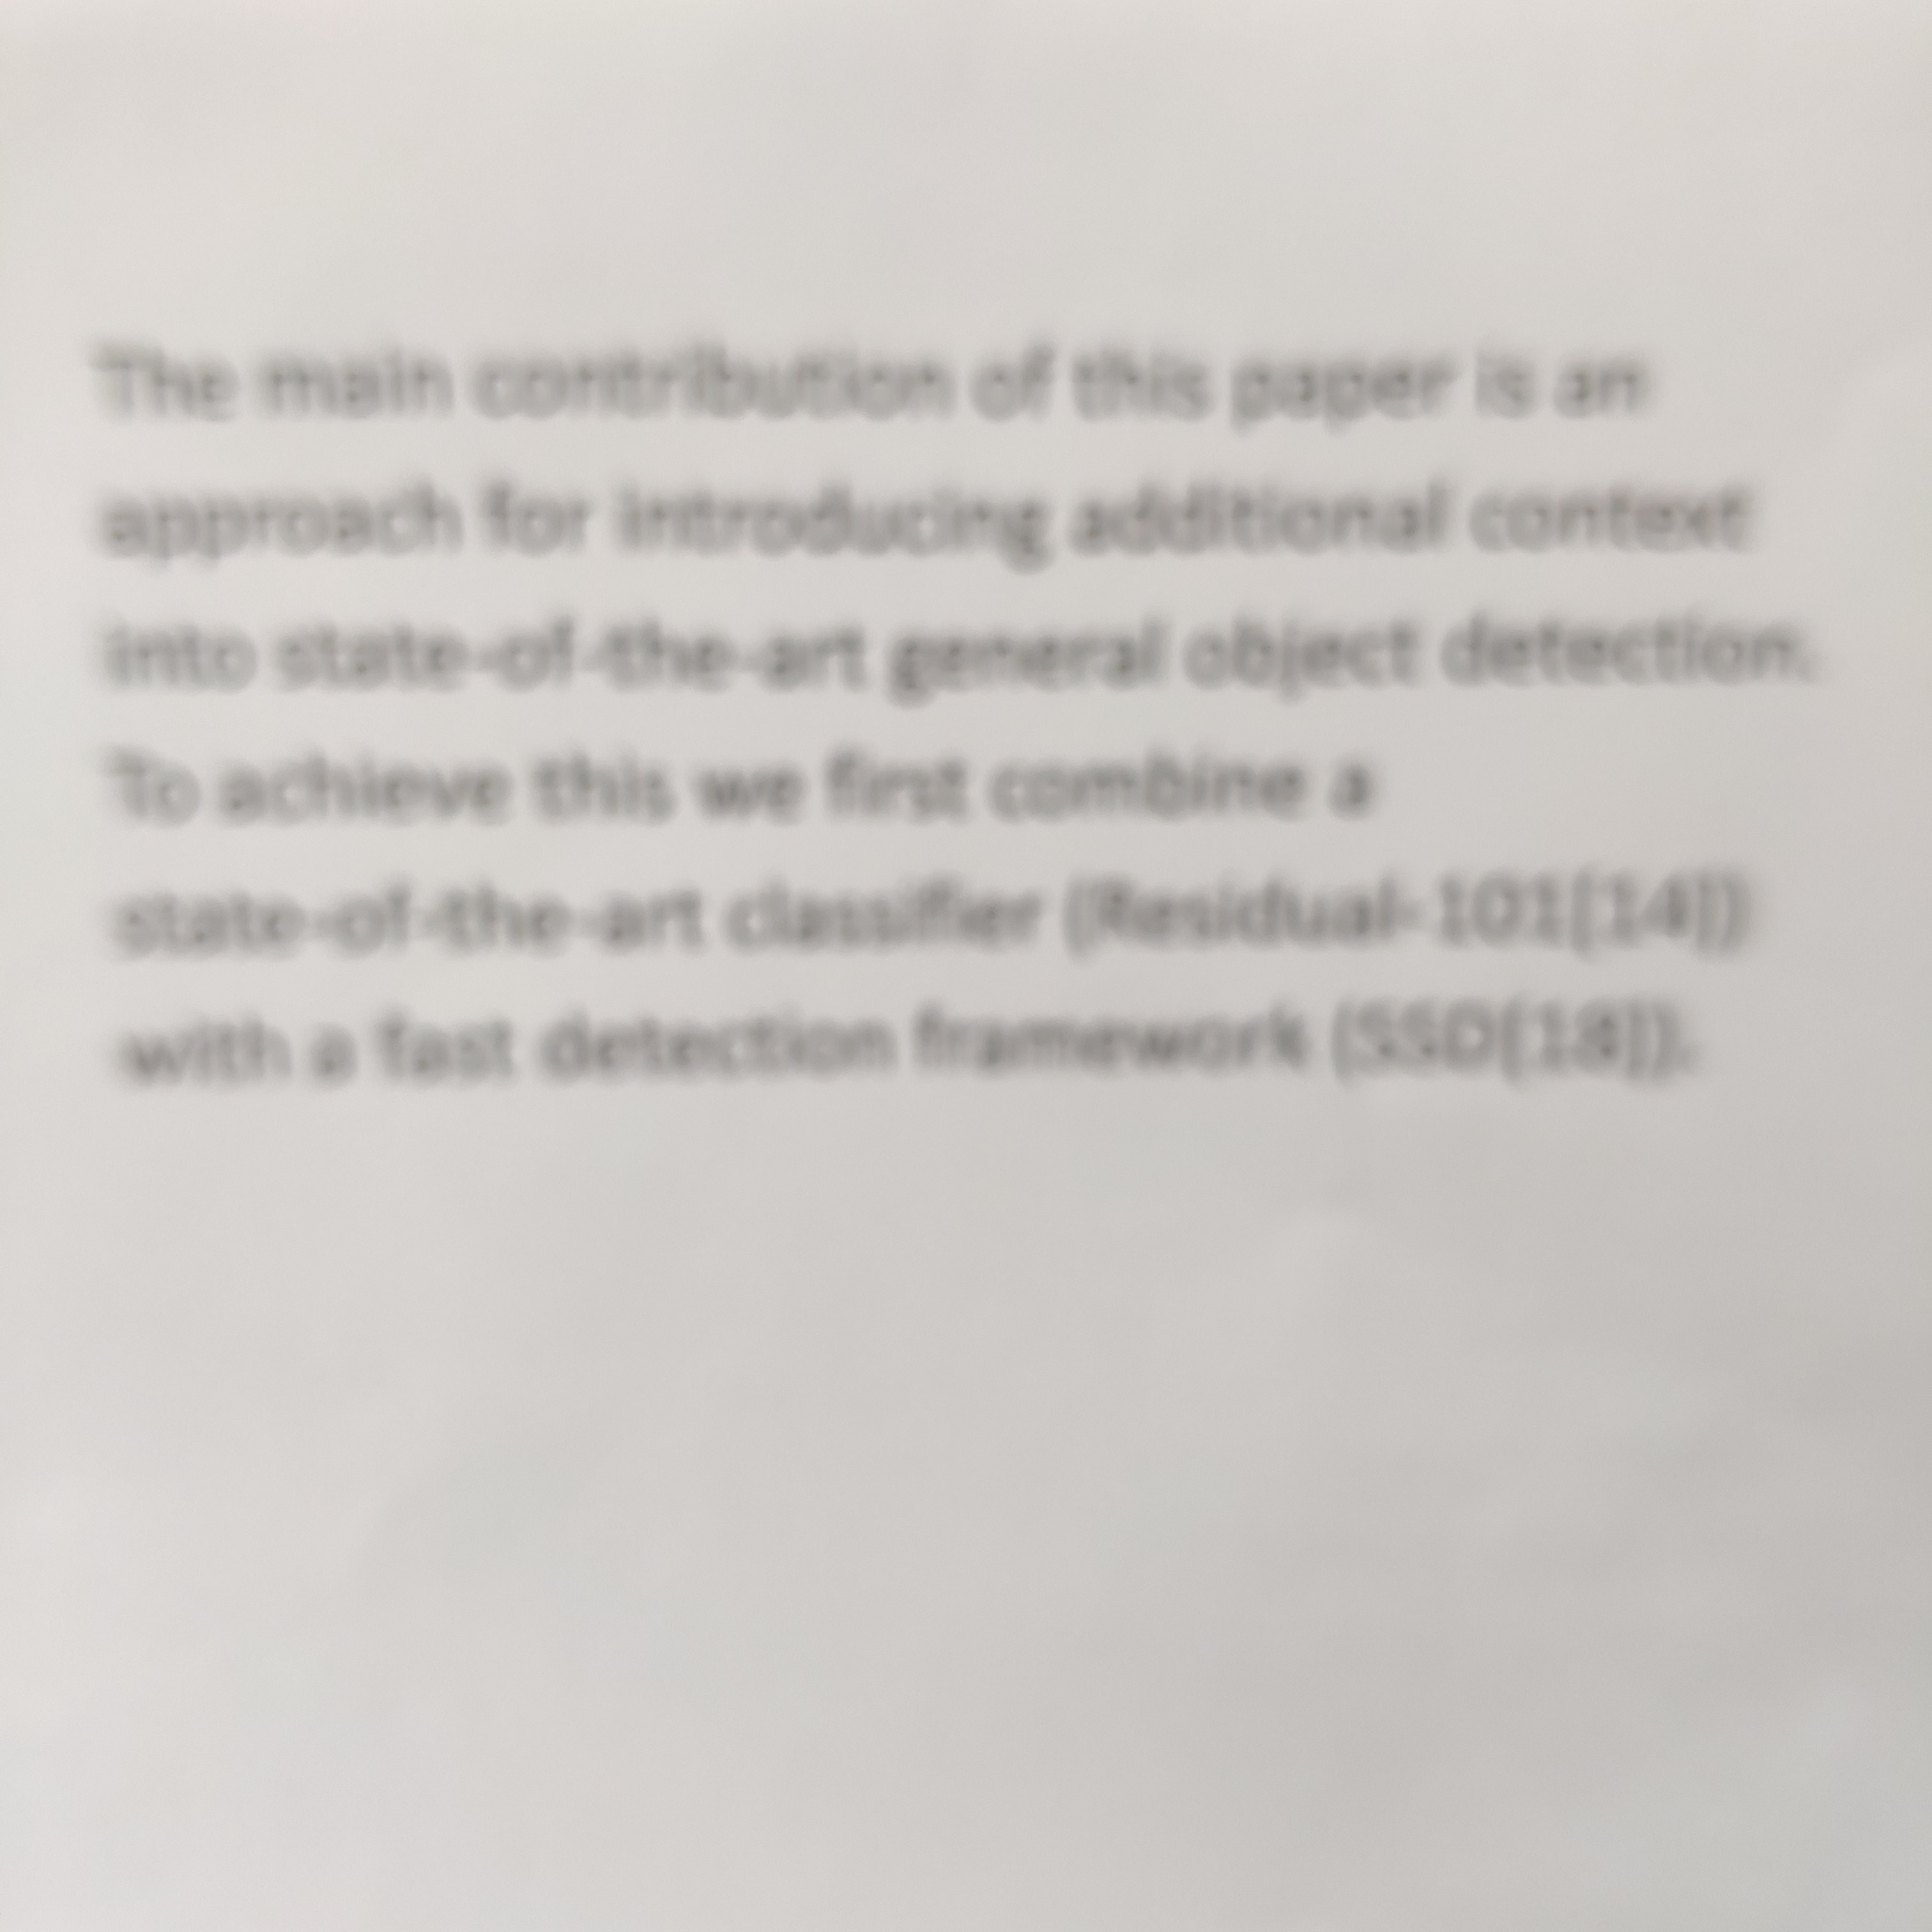 The main contribution of this paper is an
approach for introducing additional context
into state-of-the-art general object detection.
To achieve this we first combine a
state-of-the-art classifier (Residual-101[14])
with a fast detection framework (SSD[18]).